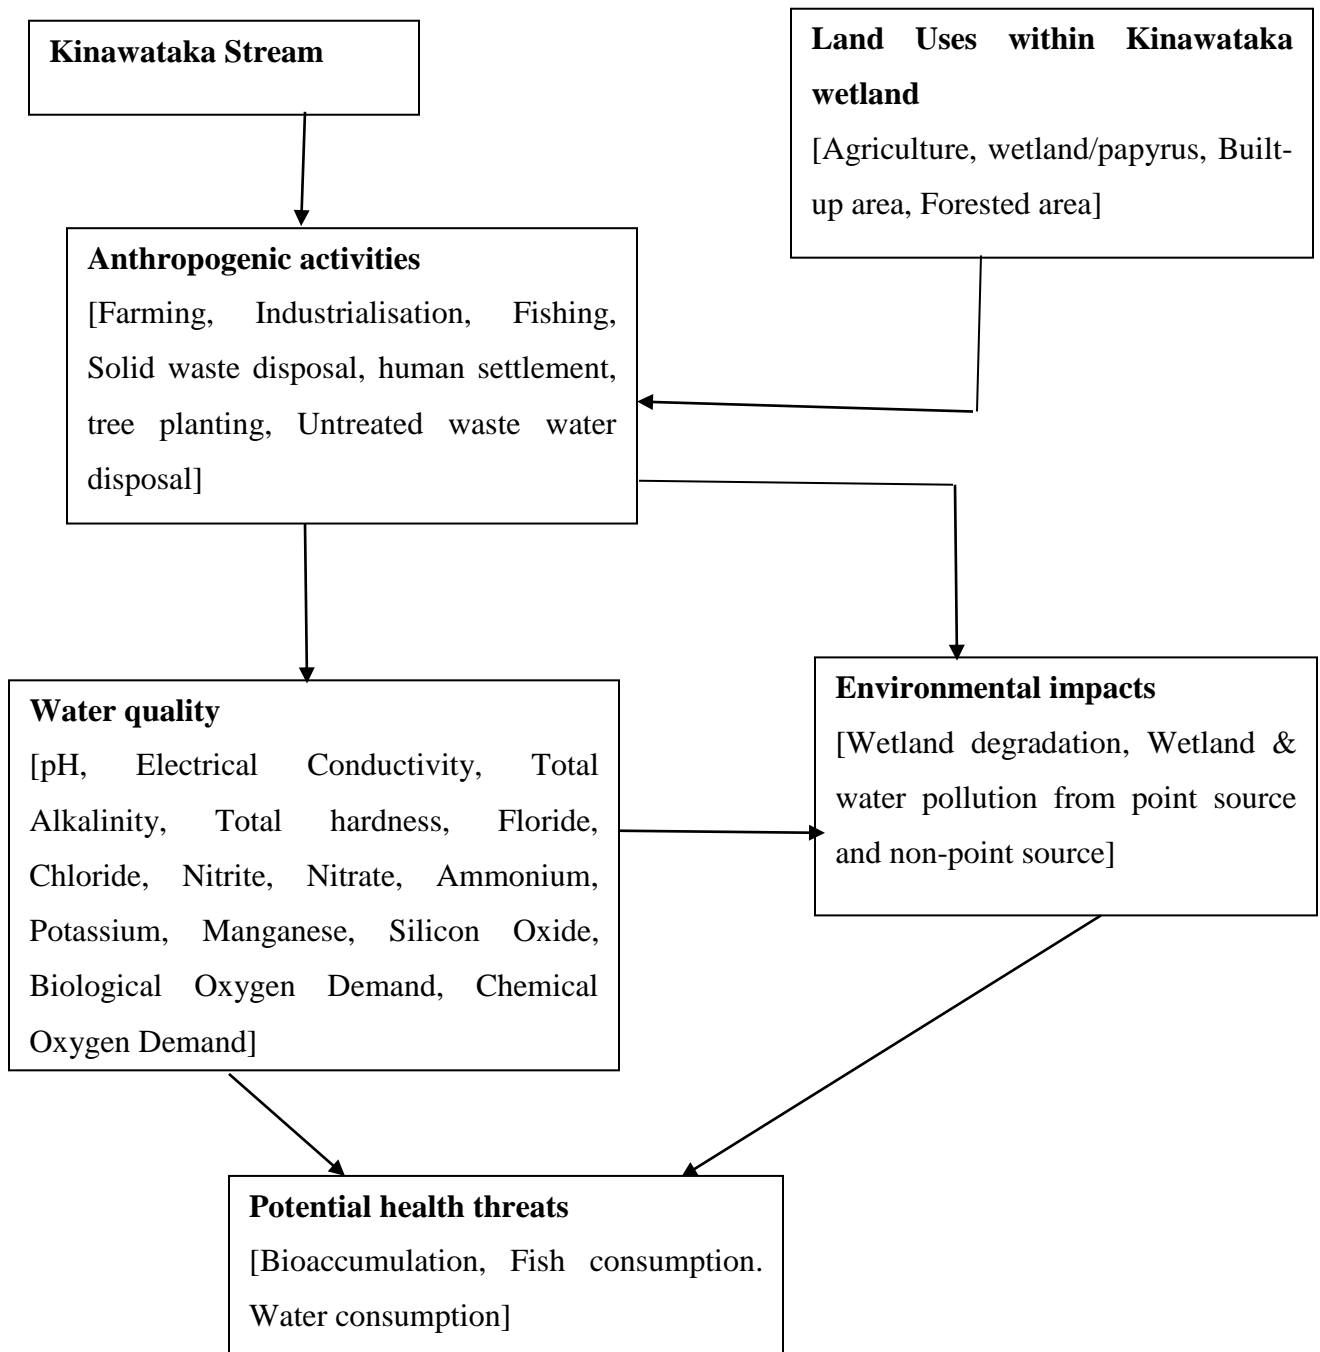 Kinawataka Stream
Land Uses within Kinawataka
wetland
[Agriculture, wetland/papyrus, Built-
up area, Forested area]
Anthropogenic activities
[Farming, Industrialisation, Fishing,
Solid waste disposal, human settlement,
tree planting, Untreated waste water
disposal]
Water quality
[pH, Electrical Conductivity, Total
Alkalinity, Total hardness, Floride,
Chloride, Nitrite, Nitrate, Ammonium,
Potassium, Manganese, Silicon Oxide,
Biological Oxygen Demand, Chemical
Oxygen Demand]
Environmental impacts
[Wetland degradation, Wetland &
water pollution from point source
and non-point source]
Potential health threats
[Bioaccumulation, Fish consumption.
Water consumption]